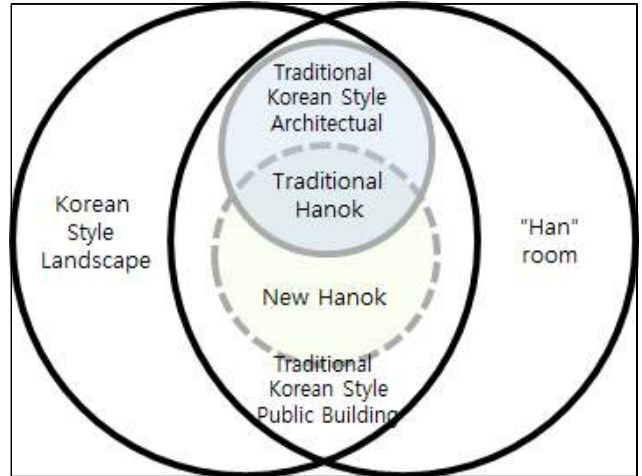 Traditional
Korean Style
Architectual
Traditional
Hanok
Korean
Style
Landscape
"Han"
room
New Hanok
Traditional
Korean Style
Public Building